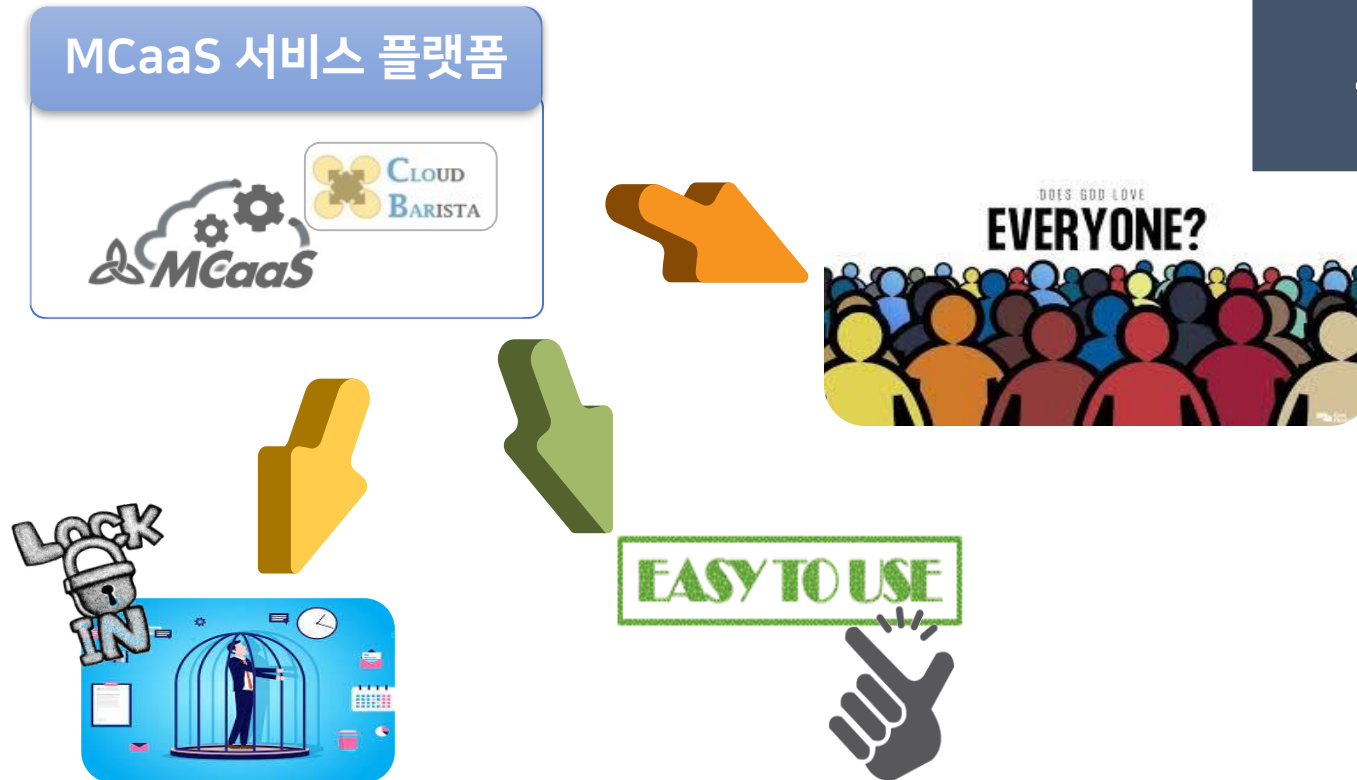 MCaaS 서비스 플랫폼
CLOUD
BARISTA
MCaaS
DOES GOD LOVE
EVERYONE?
LOCK
IN
EASY TO USE